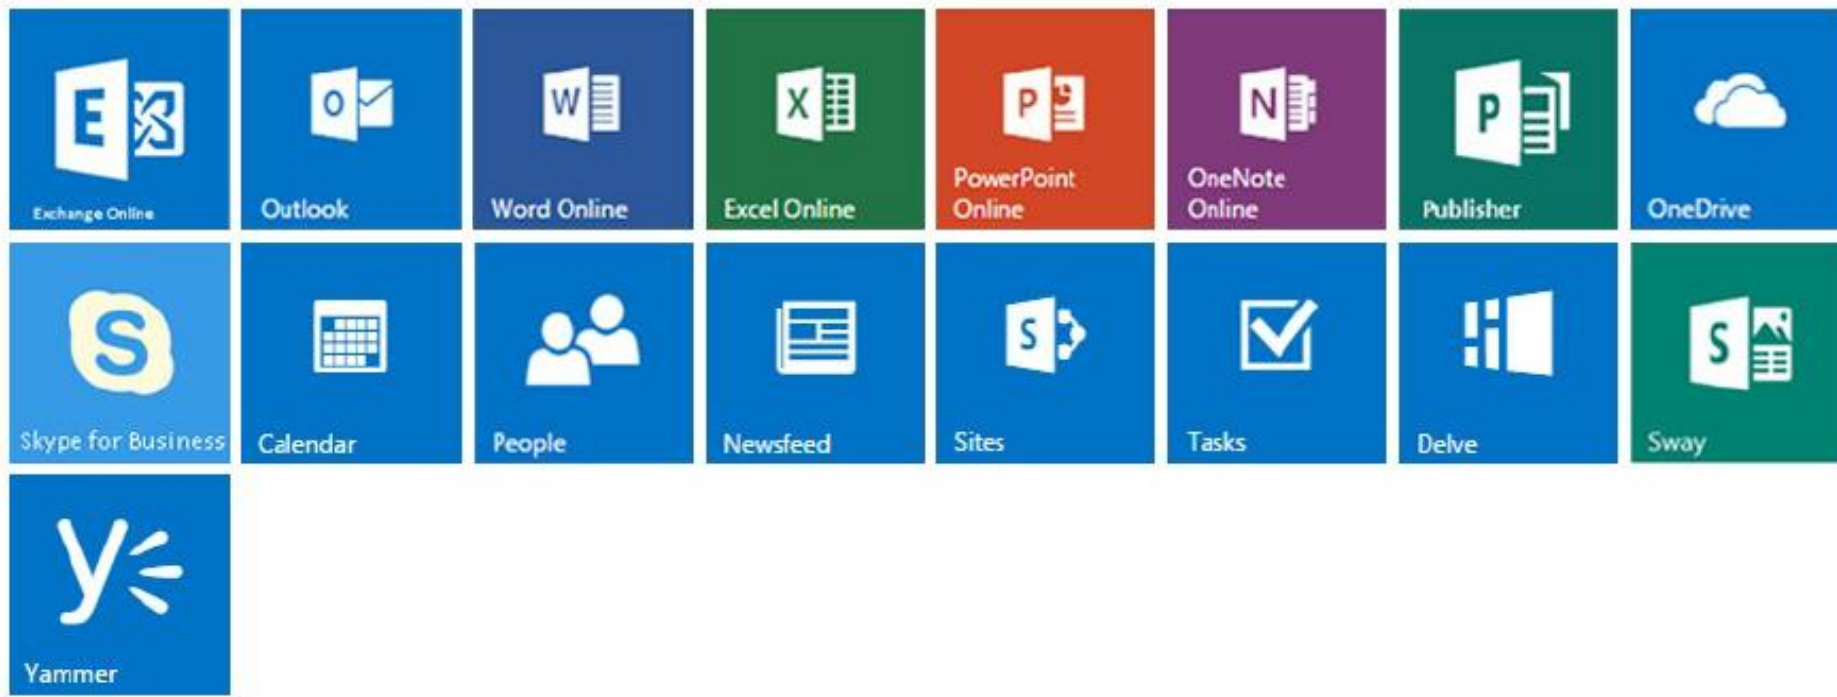 E
Exchange Online
O
Outlook
W
Word Online
X
Excel Online
P
PowerPoint
Online
N
OneNote
Online
P
Publisher
OneDrive
S
Skype for Business
Calendar
People
Newsfeed
S
Sites
Tasks
Delve
S
Sway
y
Yammer